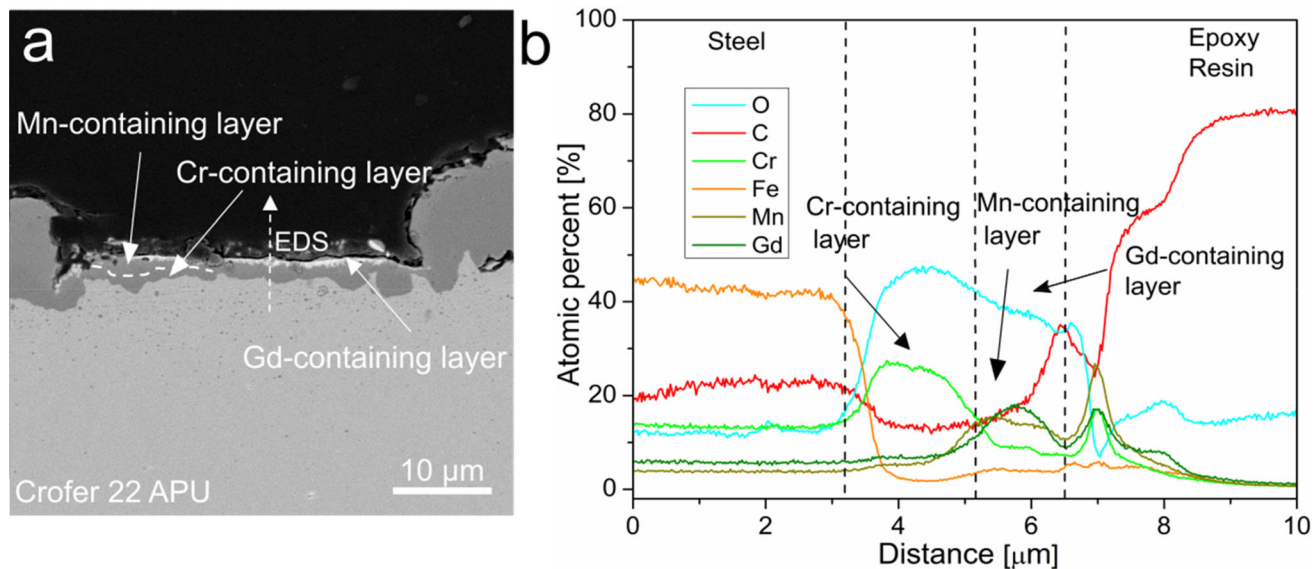 a
Mn-containing layer
Cr-containing layer
EDS
Gd-containing layer
10 μm
Crofer 22 APU
b
Steel
Epoxy
Resin
O
C
Cr
Fe
Mn
Gd
Cr-containing
layer
Mn-containing
layer
Gd-containing
layer
Atomic percent [%]
100
80
60
40
20
0
0
2
4
6
8
10
Distance [μm]